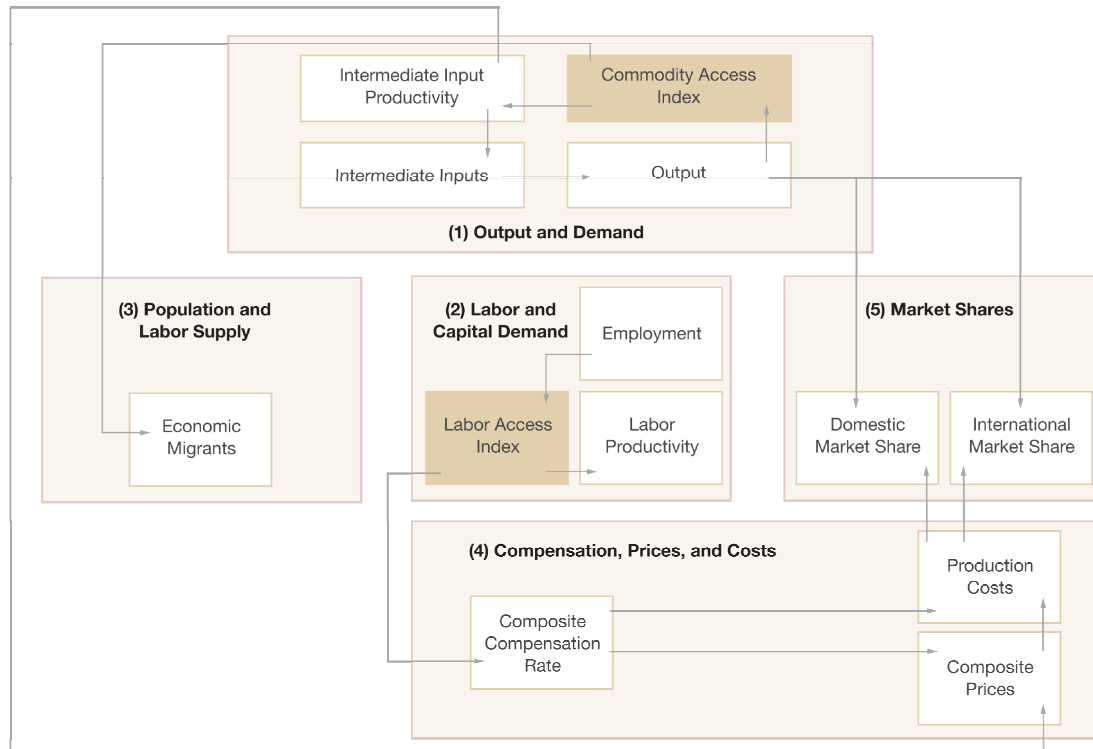 Intermediate Input
Productivity
Commodity Access
Index
Intermediate Inputs
Output
(1) Output and Demand
(3) Population and
Labor Supply
Economic
Migrants
(2) Labor and
Capital Demand
Employment
Labor Access
Index
Labor
Productivity
(5) Market Shares
Domestic
Market Share
International
Market Share
(4) Compensation, Prices, and Costs
Production
Costs
Composite
Compensation
Rate
Composite
Prices